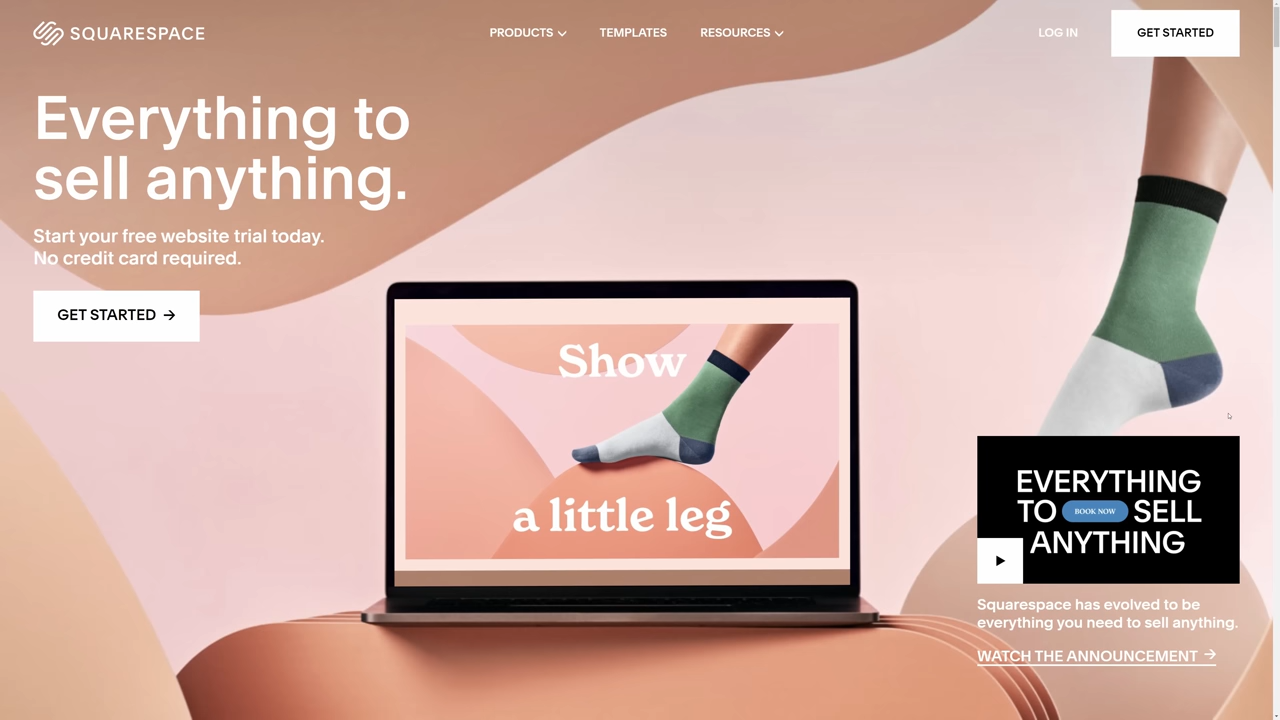 SQUARESPACE
PRODUCTS
TEMPLATES
RESOURCES
LOG IN
GET STARTED
Everything to
sell anything.
Start your free website trial today.
No credit card required.
GET STARTED →
Show
a little leg
EVERYTHING
TO BOOK NOW SELL
ANYTHING
Squarespace has evolved to be
everything you need to sell anything.
WATCH THE ANNOUNCEMENT →